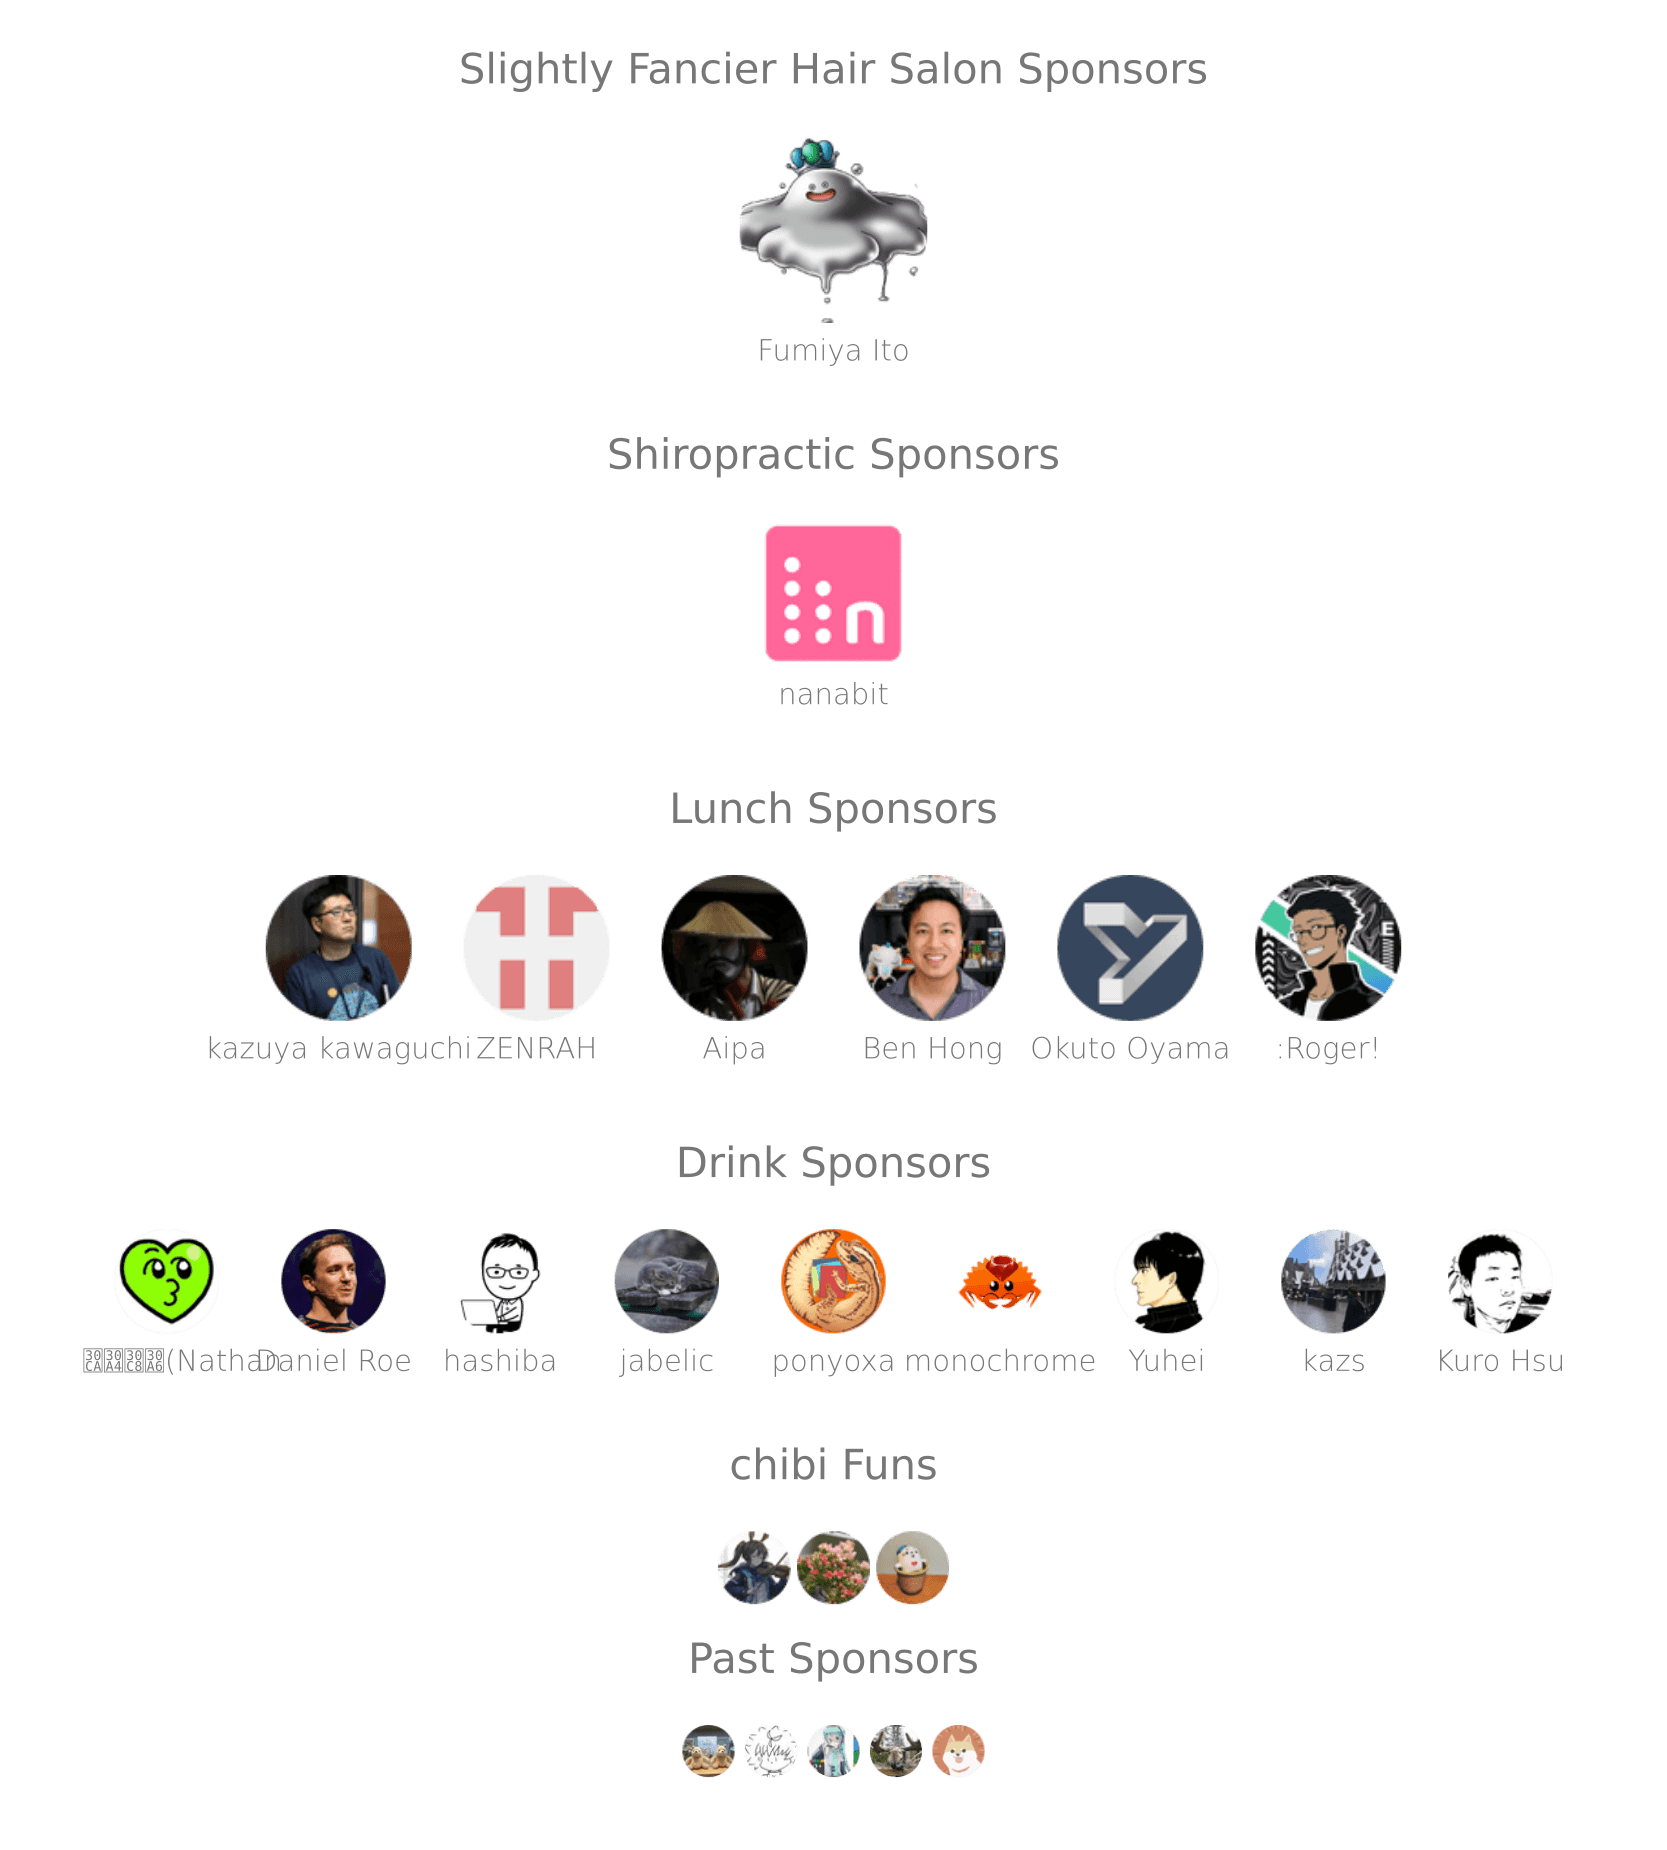 Slightly Fancier Hair Salon Sponsors
Fumiya Ito
Shiropractic Sponsors
n
nanabit
Lunch Sponsors
kazuya kawaguchi ZENRAH Aipa Ben Hong Okuto Oyama :Roger!
Drink Sponsors
(Nathan Daniel Roe hashiba jabelic ponyoxa monochrome Yuhei kazs Kuro Hsu
chibi Funs
Past Sponsors